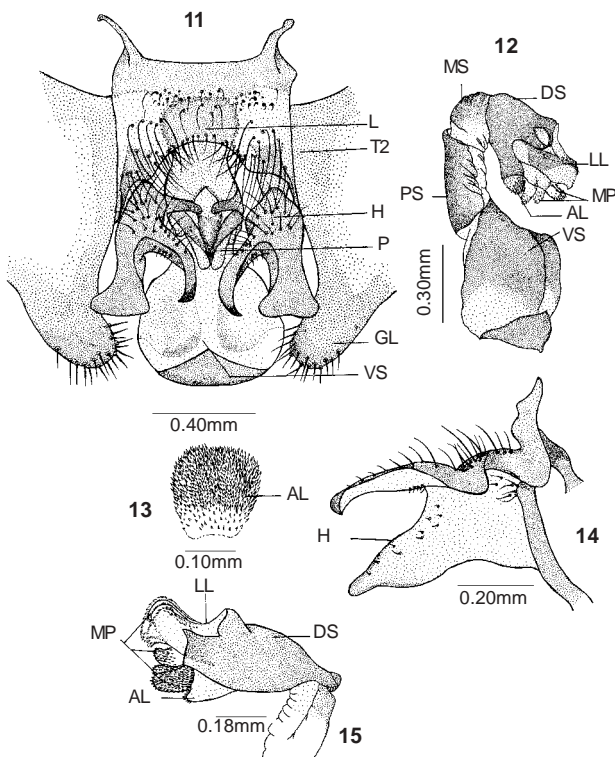 11
L
T2
H
P
GL
VS
0.40mm
12
MS
DS
LL
MP
PS
AL
VS
0.30mm
13
AL
0.10mm
14
H
0.20mm
LL
MP
DS
AL
0.18mm
15